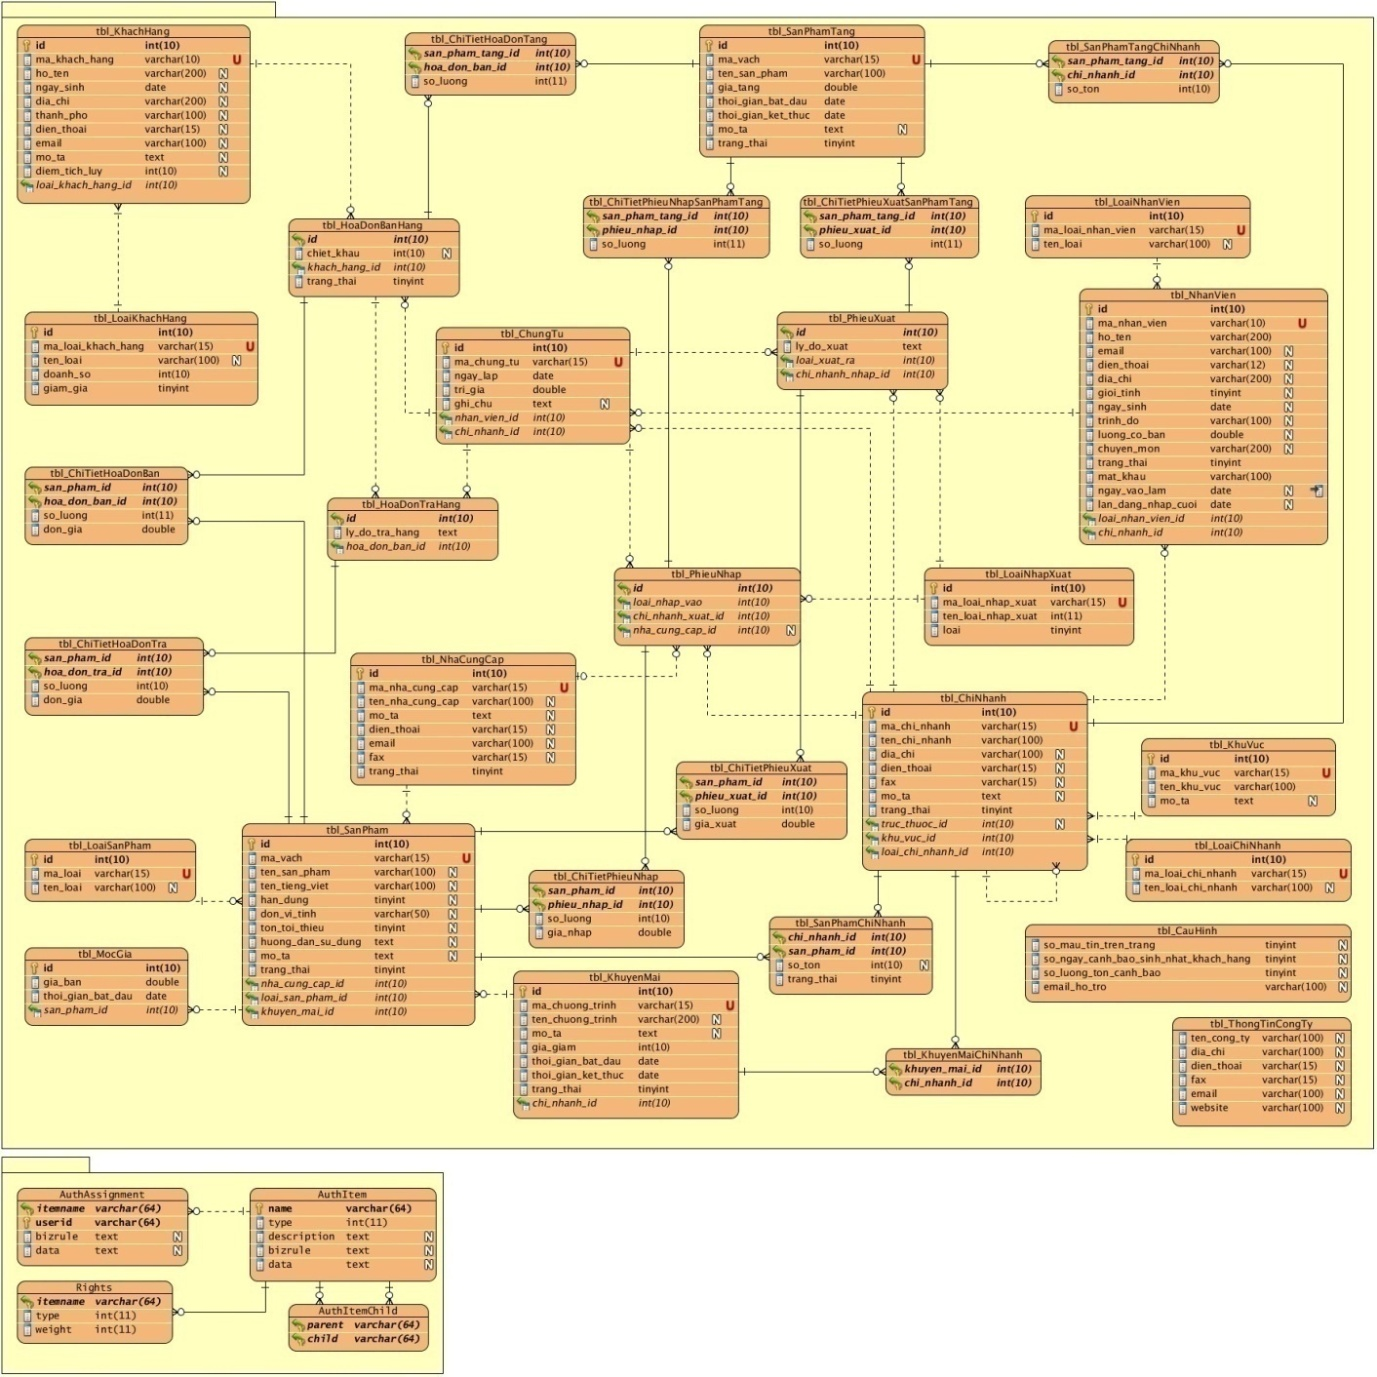 tbl_KhachHang
id int(10)
ma_khach_hang varchar(10) U
ho_ten varchar(200) N
ngay_sinh date N
dia_chi varchar(200) N
thanh_pho varchar(100) N
dien_thoai varchar(15) N
email varchar(100) N
mo_ta text N
diem_tich_luy int(10) N
loai_khach_hang_id int(10)
tbl_ChiTietHoaDonTang
san_pham_tang_id int(10)
hoa_don_ban_id int(10)
so_luong int(11)
tbl_SanPhamTang
id int(10)
ma_vach varchar(15) U
ten_san_pham varchar(100)
gia_tang double
thoi_gian_bat_dau date
thoi_gian_ket_thuc date
mo_ta text N
trang_thai tinyint
tbl_SanPhamTangChiNhanh
san_pham_tang_id int(10)
chi_nhanh_id int(10)
so_ton int(10)
tbl_HoaDonBanHang
id int(10)
chiet_khau int(10) N
khach_hang_id int(10)
trang_thai tinyint
tbl_ChiTietPhieuNhapSanPhamTang
san_pham_tang_id int(10)
phieu_nhap_id int(10)
so_luong int(11)
tbl_ChiTietPhieuXuatSanPhamTang
san_pham_tang_id int(10)
phieu_xuat_id int(10)
so_luong int(11)
tbl_LoaiNhanVien
id int(10)
ma_loai_nhan_vien varchar(15) U
ten_loai varchar(100) N
tbl_LoaiKhachHang
id int(10)
ma_loai_khach_hang varchar(15) U
ten_loai varchar(100) N
doanh_so int(10)
giam_gia tinyint
tbl_ChungTu
id int(10)
ma_chung_tu varchar(15) U
ngay_lap date
tri_gia double
ghi_chu text N
nhan_vien_id int(10)
chi_nhanh_id int(10)
tbl_PhieuXuat
id int(10)
ly_do_xuat text
loai_xuat_ra int(10)
chi_nhanh_nhap_id int(10)
tbl_NhanVien
id int(10)
ma_nhan_vien varchar(10) U
ho_ten varchar(200)
email varchar(100) N
dien_thoai varchar(12) N
dia_chi varchar(200) N
gioi_tinh tinyint N
ngay_sinh date N
trinh_do varchar(100) N
luong_co_ban double N
chuyen_mon varchar(200) N
trang_thai tinyint
mat_khau varchar(100)
ngay_vao_lam date N
lan_dang_nhap_cuoi date N
loai_nhan_vien_id int(10)
chi_nhanh_id int(10)
tbl_ChiTietHoaDonBan
san_pham_id int(10)
hoa_don_ban_id int(10)
so_luong int(11)
don_gia double
tbl_HoaDonTraHang
id int(10)
ly_do_tra_hang text
hoa_don_ban_id int(10)
tbl_PhieuNhap
id int(10)
loai_nhap_vao int(10)
chi_nhanh_xuat_id int(10)
nha_cung_cap_id int(10) N
tbl_LoaiNhapXuat
id int(10)
ma_loai_nhap_xuat varchar(15) U
ten_loai_nhap_xuat int(11)
loai tinyint
tbl_ChiTietHoaDonTra
san_pham_id int(10)
hoa_don_tra_id int(10)
so_luong int(10)
don_gia double
tbl_NhaCungCap
id int(10)
ma_nha_cung_cap varchar(15) U
ten_nha_cung_cap varchar(100) N
mo_ta text N
dien_thoai varchar(15) N
email varchar(100) N
fax varchar(15) N
trang_thai tinyint
tbl_ChiNhanh
id int(10)
ma_chi_nhanh varchar(15) U
ten_chi_nhanh varchar(100)
dia_chi varchar(100) N
dien_thoai varchar(15) N
fax varchar(15) N
mo_ta text N
trang_thai tinyint
truc_thuoc_id int(10) N
khu_vuc_id int(10)
loai_chi_nhanh_id int(10)
tbl_KhuVuc
id int(10)
ma_khu_vuc varchar(15) U
ten_khu_vuc varchar(100)
mo_ta text N
tbl_ChiTietPhieuXuat
san_pham_id int(10)
phieu_xuat_id int(10)
so_luong int(10)
gia_xuat double
tbl_LoaiSanPham
id int(10)
ma_loai varchar(15) U
ten_loai varchar(100) N
tbl_SanPham
id int(10)
ma_vach varchar(15) U
ten_san_pham varchar(100) N
ten_tieng_viet varchar(100) N
han_dung tinyint N
don_vi_tinh varchar(50) N
ton_toi_thieu tinyint N
huong_dan_su_dung text N
mo_ta text N
trang_thai tinyint
nha_cung_cap_id int(10)
loai_san_pham_id int(10)
khuyen_mai_id int(10)
tbl_LoaiChiNhanh
id int(10)
ma_loai_chi_nhanh varchar(15) U
ten_loai_chi_nhanh varchar(100) N
tbl_ChiTietPhieuNhap
san_pham_id int(10)
phieu_nhap_id int(10)
so_luong int(10)
gia_nhap double
tbl_SanPhamChiNhanh
chi_nhanh_id int(10)
san_pham_id int(10)
so_ton int(10) N
trang_thai tinyint
tbl_CauHinh
so_mau_tin_tren_trang tinyint N
so_ngay_canh_bao_sinh_nhat_khach_hang tinyint N
so_luong_ton_canh_bao tinyint N
email_ho_tro varchar(100) N
tbl_MocGia
id int(10)
gia_ban double
thoi_gian_bat_dau date
san_pham_id int(10)
tbl_KhuyenMai
id int(10)
ma_chuong_trinh varchar(15) U
ten_chuong_trinh varchar(200) N
mo_ta text N
gia_giam int(10)
thoi_gian_bat_dau date
thoi_gian_ket_thuc date
trang_thai tinyint
chi_nhanh_id int(10)
tbl_KhuyenMaiChiNhanh
khuyen_mai_id int(10)
chi_nhanh_id int(10)
tbl_ThongTinCongTy
ten_cong_ty varchar(100) N
dia_chi varchar(100) N
dien_thoai varchar(15) N
fax varchar(15) N
email varchar(100) N
website varchar(100) N
AuthAssignment
itemname varchar(64)
userid varchar(64)
bizrule text N
data text N
AuthItem
name varchar(64)
type int(11)
description text N
bizrule text N
data text N
Rights
itemname varchar(64)
type int(11)
weight int(11)
AuthItemChild
parent varchar(64)
child varchar(64)